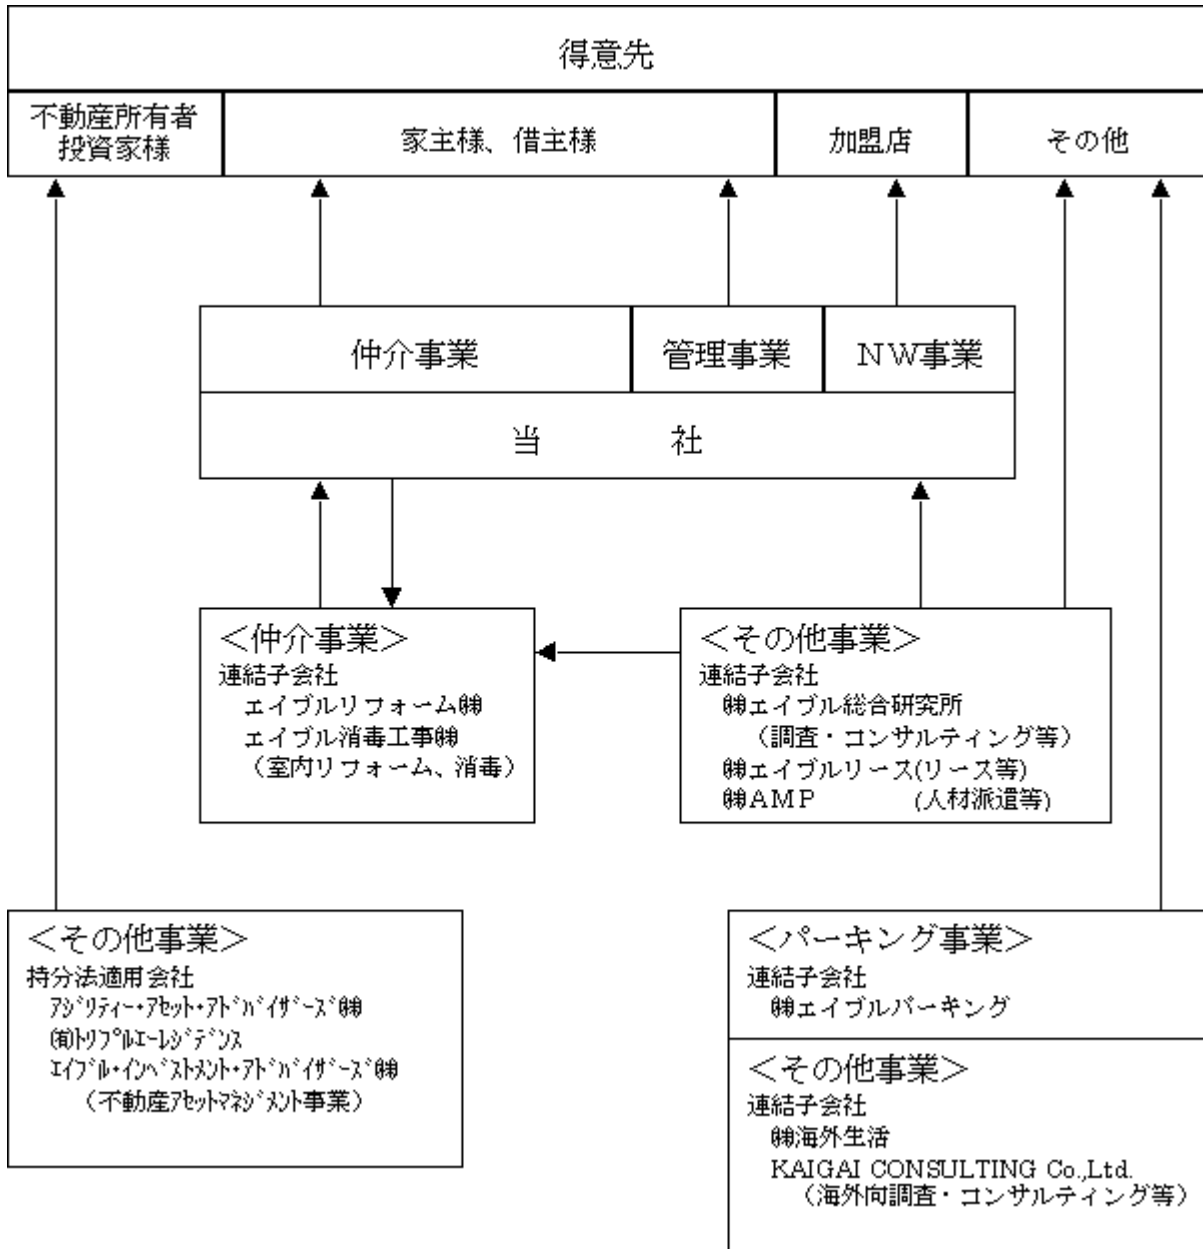 得意先
不動産所有者
投資家様
家主様、借主様
加盟店
その他
仲介事業
管理事業
NW事業
当 社
＜仲介事業＞
連結子会社
エイブルリフォーム㈱
エイブル消毒工事㈱
（室内リフォーム、消毒）
＜その他事業＞
連結子会社
㈱エイブル総合研究所
（調査・コンサルティング等）
㈱エイブルリース(リース等)
㈱AMP (人材派遣等)
＜その他事業＞
持分法適用会社
ｱｼﾞﾘﾃｨｰ・ｱｾｯﾄ・ｱﾄﾞﾊﾞｲｻﾞｰｽﾞ㈱
㈲ﾄﾘﾌﾟﾙｴｰﾚｼﾞﾃﾞﾝｽ
ｴｲﾌﾞﾙ・ｲﾝﾍﾞｽﾄﾒﾝﾄ・ｱﾄﾞﾊﾞｲｻﾞｰｽﾞ㈱
（不動産ｱｾｯﾄﾏﾈｼﾞﾒﾝﾄ事業）
＜パーキング事業＞
連結子会社
㈱エイブルパーキング
＜その他事業＞
連結子会社
㈱海外生活
KAIGAI CONSULTING Co.,Ltd.
（海外向調査・コンサルティング等）